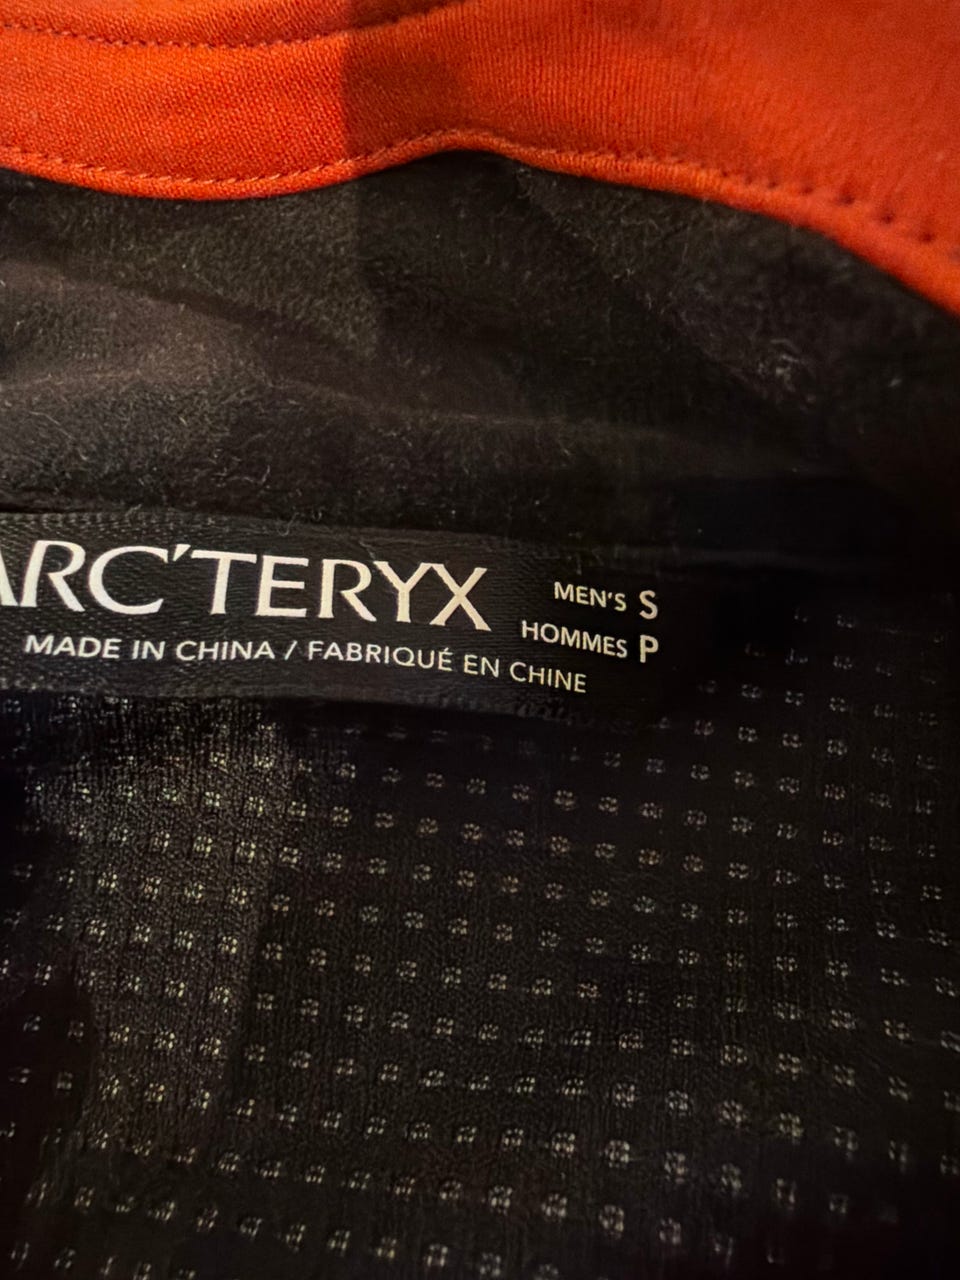 ARC'TERYX
MADE IN CHINA / FABRIQUÉ EN CHINE
MEN'S S
HOMMES P